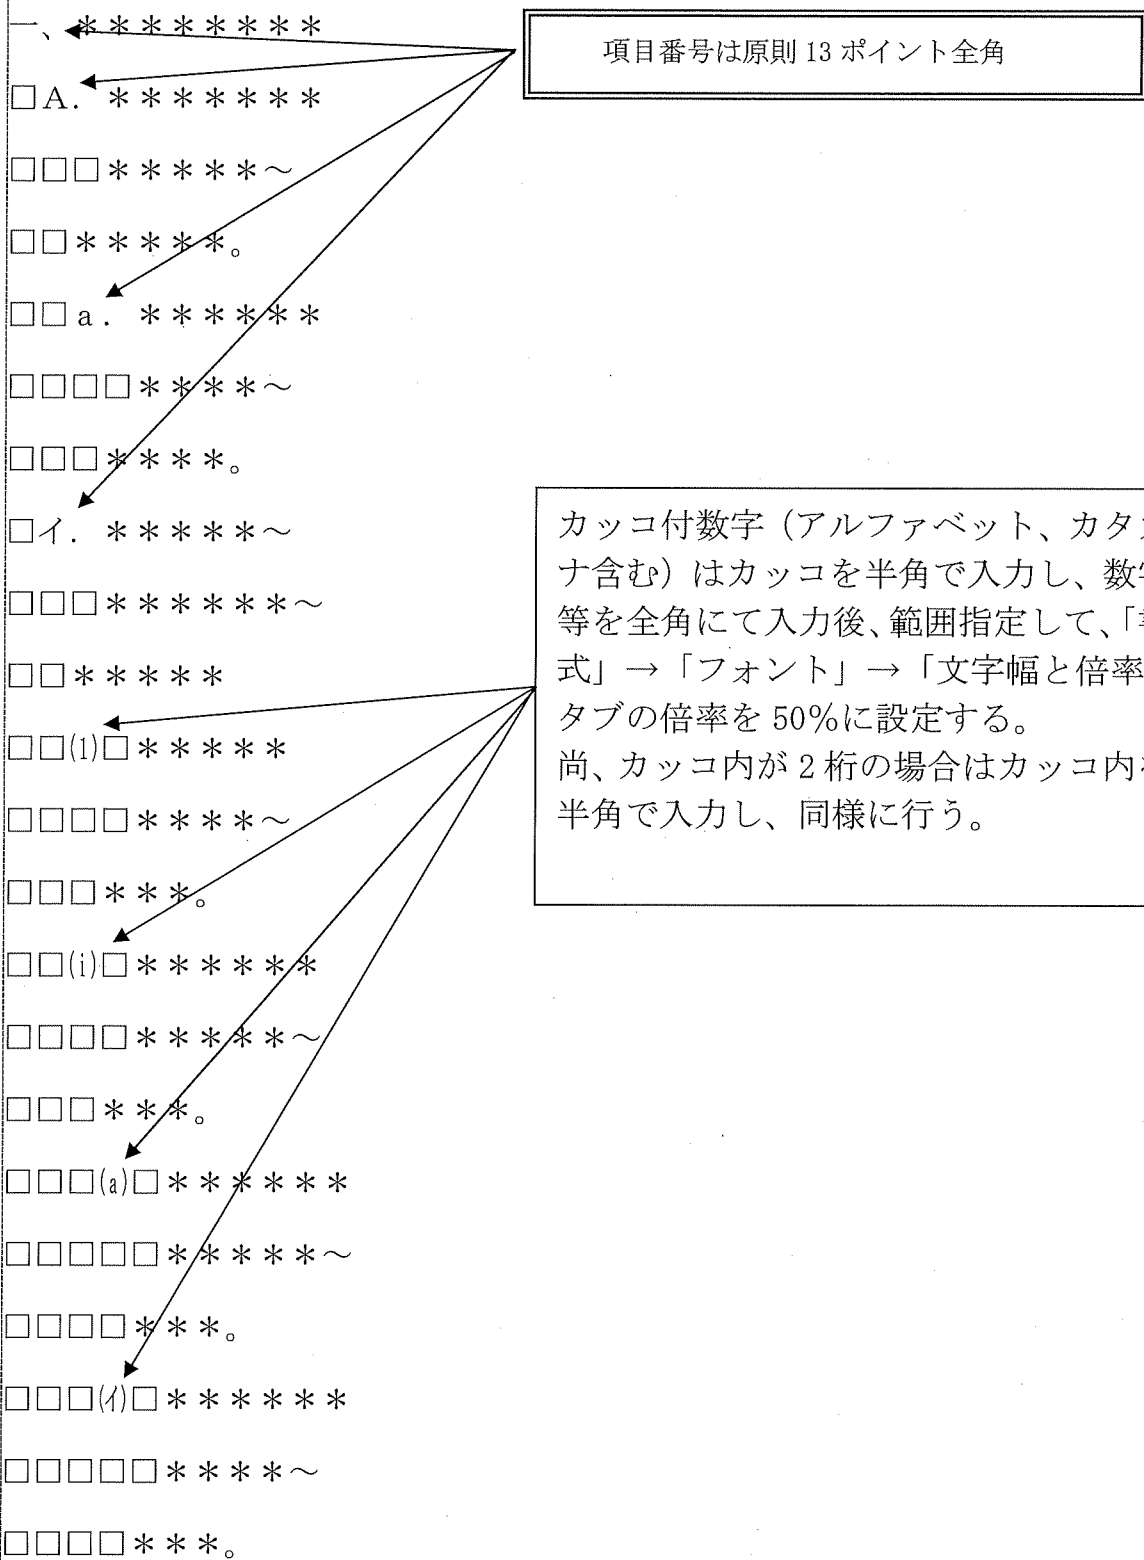 一、********
□A．*******
□□□*****～
□□*****。
□□a．******
□□□□****～
□□□****。
□イ．*****～
□□□******～
□□*****
□□(1)□*****
□□□□****～
□□□***。
□□(i)□******
□□□□*****～
□□□***。
□□□(a)□******
□□□□□*****～
□□□□***。
□□□(イ)□******
□□□□□****～
□□□□***。
項目番号は原則13ポイント全角
カッコ付数字（アルファベット、カタ
ナ含む）はカッコを半角で入力し、数
等を全角にて入力後、範囲指定して、「
式」→「フォント」→「文字幅と倍率
タブの倍率を50％に設定する。
尚、カッコ内が2桁の場合はカッコ内
半角で入力し、同様に行う。